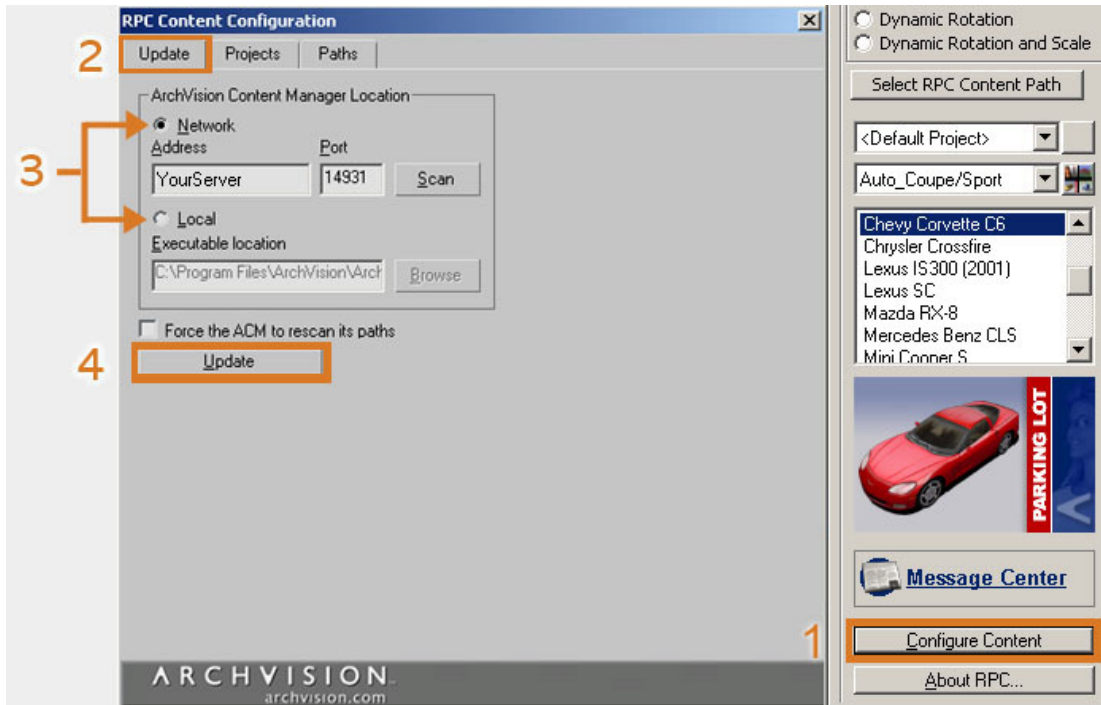 RPC Content Configuration
2
Update Projects Paths
ArchVision Content Manager Location
3
Network
Address Port
YourServer 14931 Scan
Local
Executable location
C:\Program Files\ArchVision\Arch Browse
Force the ACM to rescan its paths
4
Update
ARCHVISION
archvision.com
Dynamic Rotation
Dynamic Rotation and Scale
Select RPC Content Path
<Default Project>
Auto_Coupe/Sport
Chevy Corvette C6
Chrysler Crossfire
Lexus IS300 (2001)
Lexus SC
Mazda RX-8
Mercedes Benz CLS
Mini Cooper S
PARKING LOT
Message Center
1
Configure Content
About RPC...